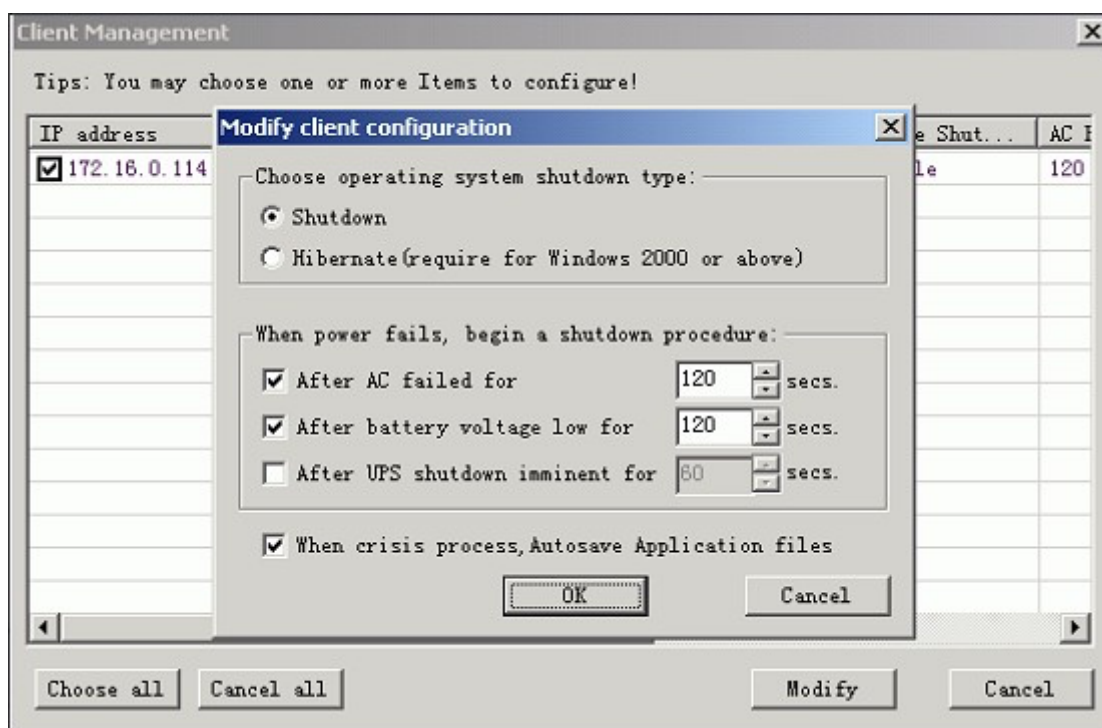 Client Management
Tips: You may choose one or more Items to configure!
IP address
e Shut...
AC
172.16.0.114
le
120
Modify client configuration
Choose operating system shutdown type:
Shutdown
Hibernate(require for Windows 2000 or above)
When power fails, begin a shutdown procedure:
After AC failed for 120 secs.
After battery voltage low for 120 secs.
After UPS shutdown imminent for 60 secs.
When crisis process,Autosave Application files
OK Cancel
Choose all Cancel all Modify Cancel